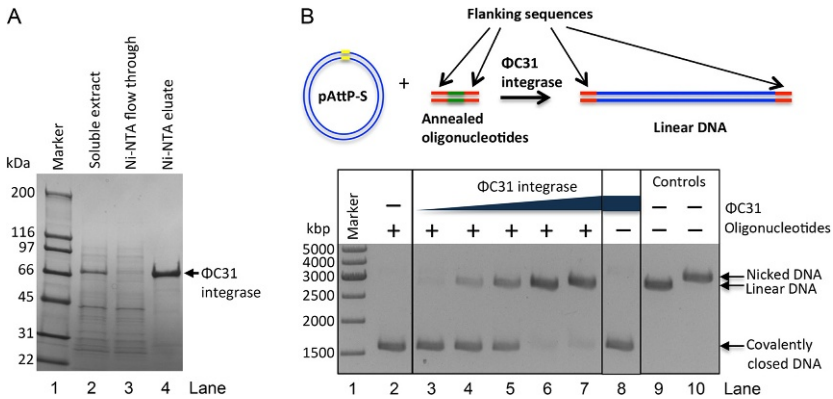 A
Marker
Soluble extract
Ni-NTA flow through
Ni-NTA eluate
kDa
200
116
97
66
45
31
22
ΦC31
integrase
1 2 3 4 Lane
B
Flanking sequences
pAttP-S
+
ΦC31
integrase
Annealed
oligonucleotides
Linear DNA
Marker
kbp
ΦC31 integrase
Controls
– – – ΦC31
+ + + + + + – – – Oligonucleotides
5000
4000
3000
2500
2000
1500
Nicked DNA
Linear DNA
Covalently
closed DNA
1 2 3 4 5 6 7 8 9 10 Lane